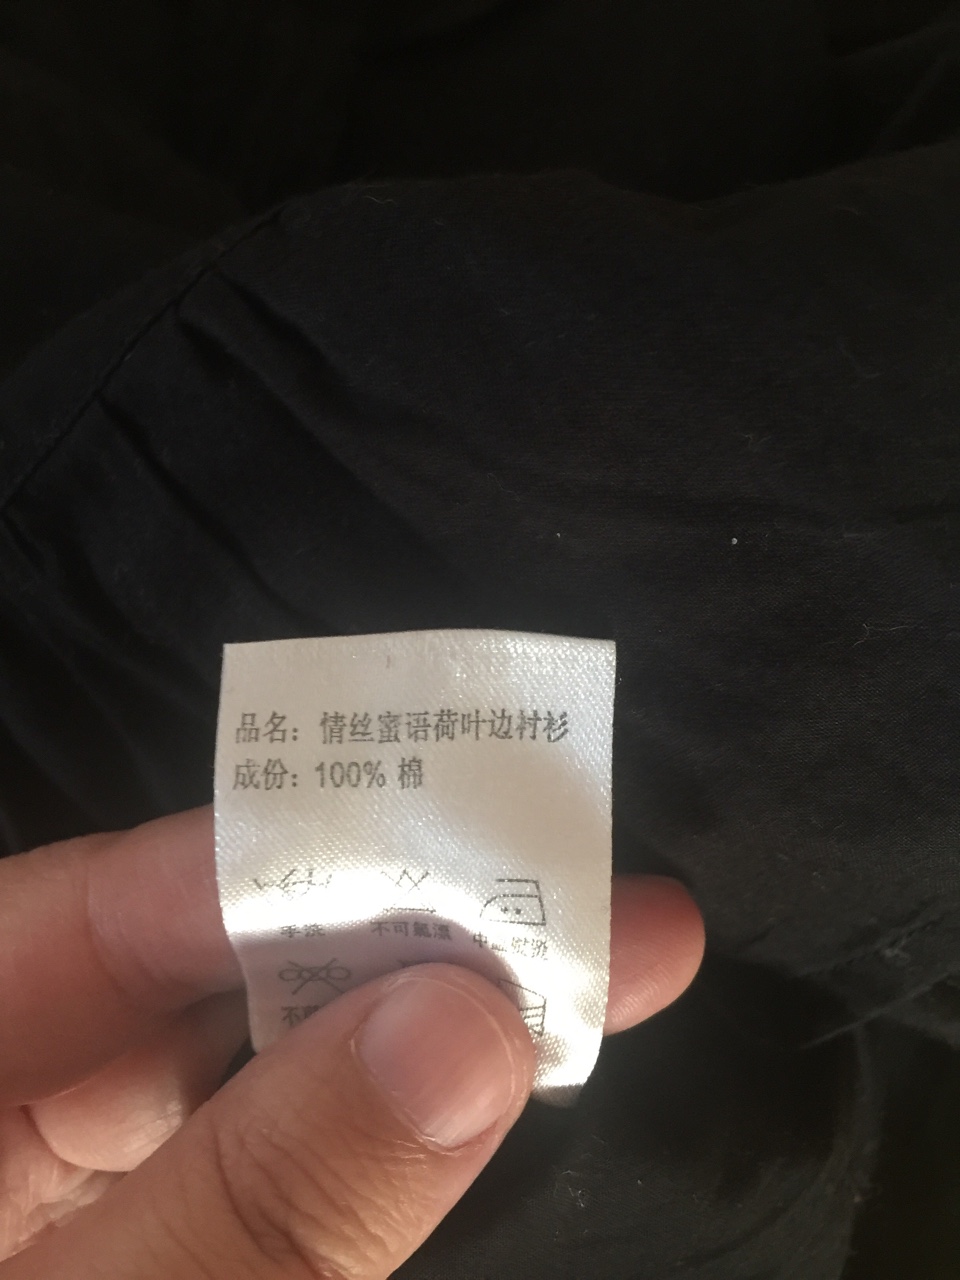 品名：情丝蜜语荷叶边衬衫
成份：100% 棉
手洗 不可氯漂 中温熨烫
不